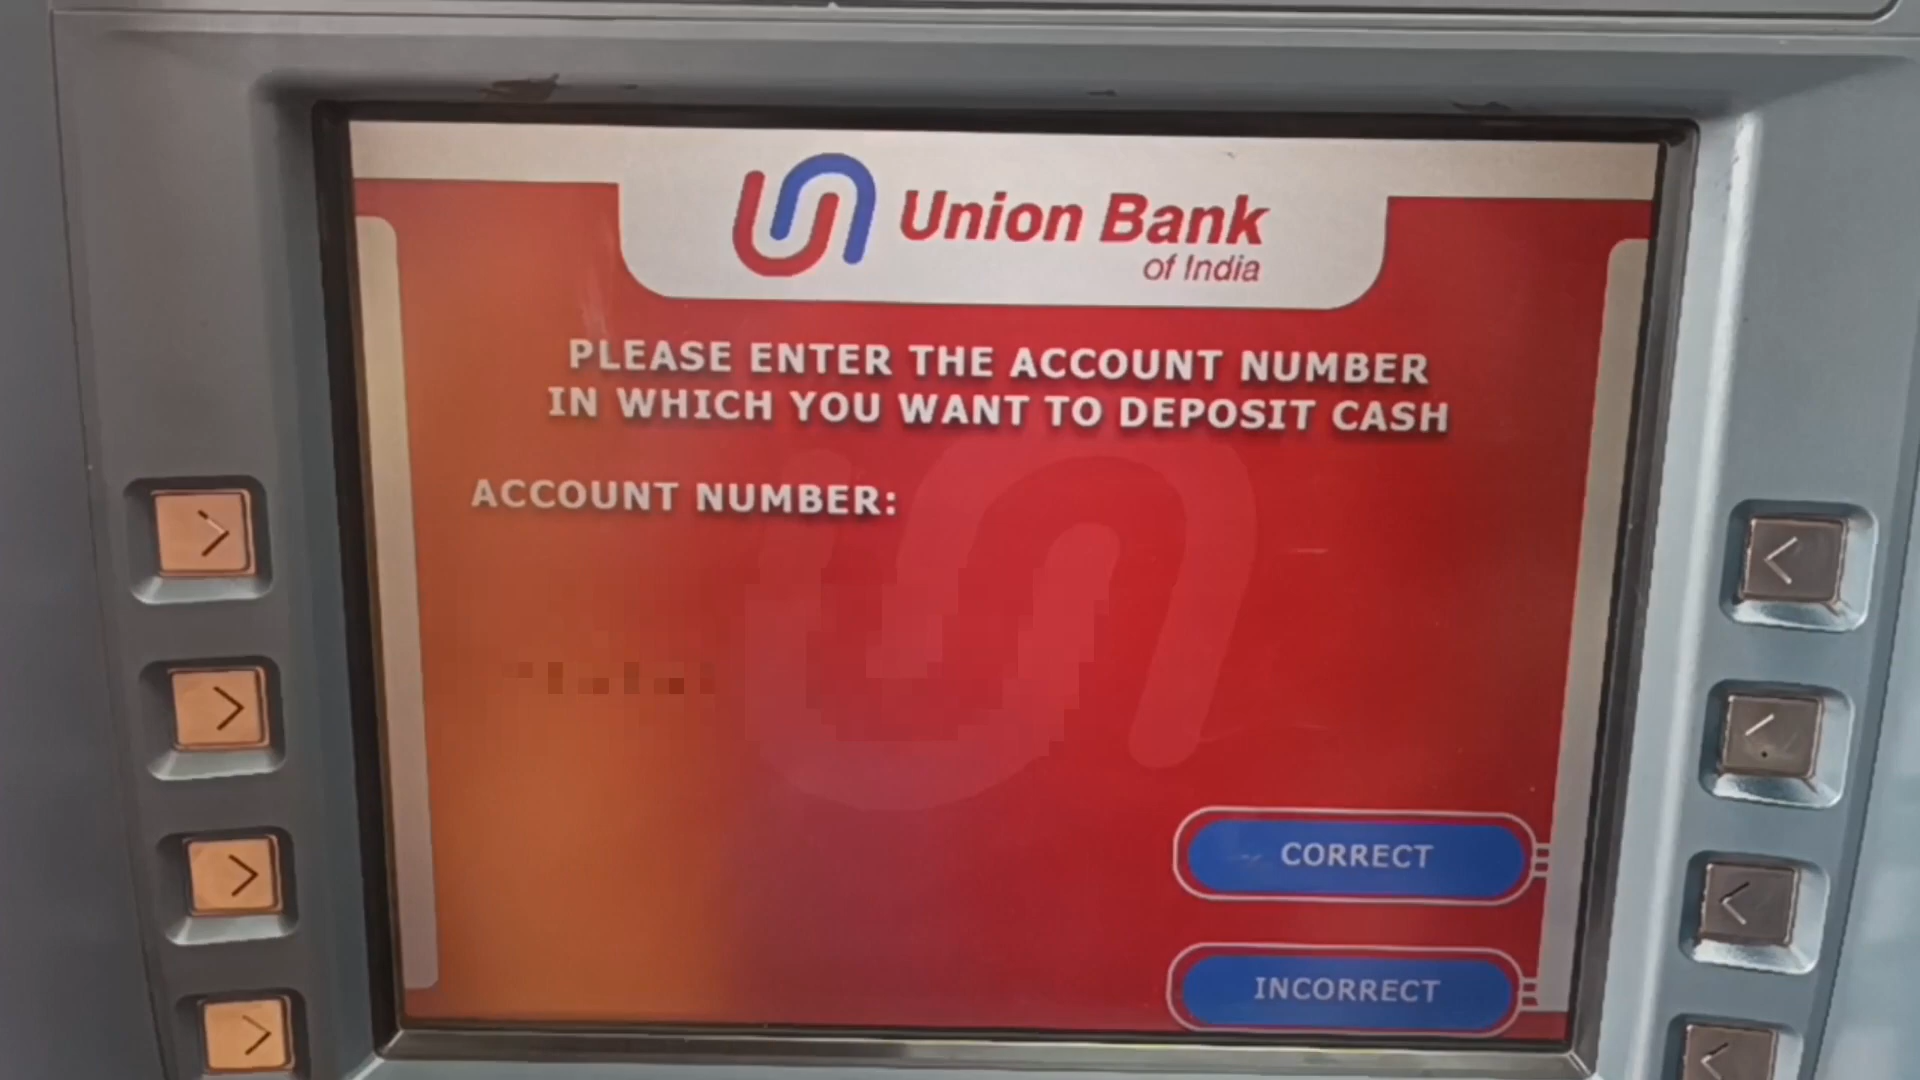 Union Bank
of India
PLEASE ENTER THE ACCOUNT NUMBER
IN WHICH YOU WANT TO DEPOSIT CASH
ACCOUNT NUMBER:
CORRECT
INCORRECT